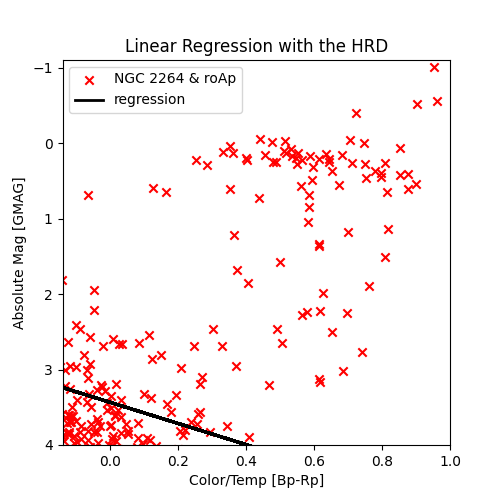 Linear Regression with the HRD
NGC 2264 & roAp
regression
Absolute Mag [GMAG]
−1
0
1
2
3
4
0.0 0.2 0.4 0.6 0.8 1.0
Color/Temp [Bp-Rp]